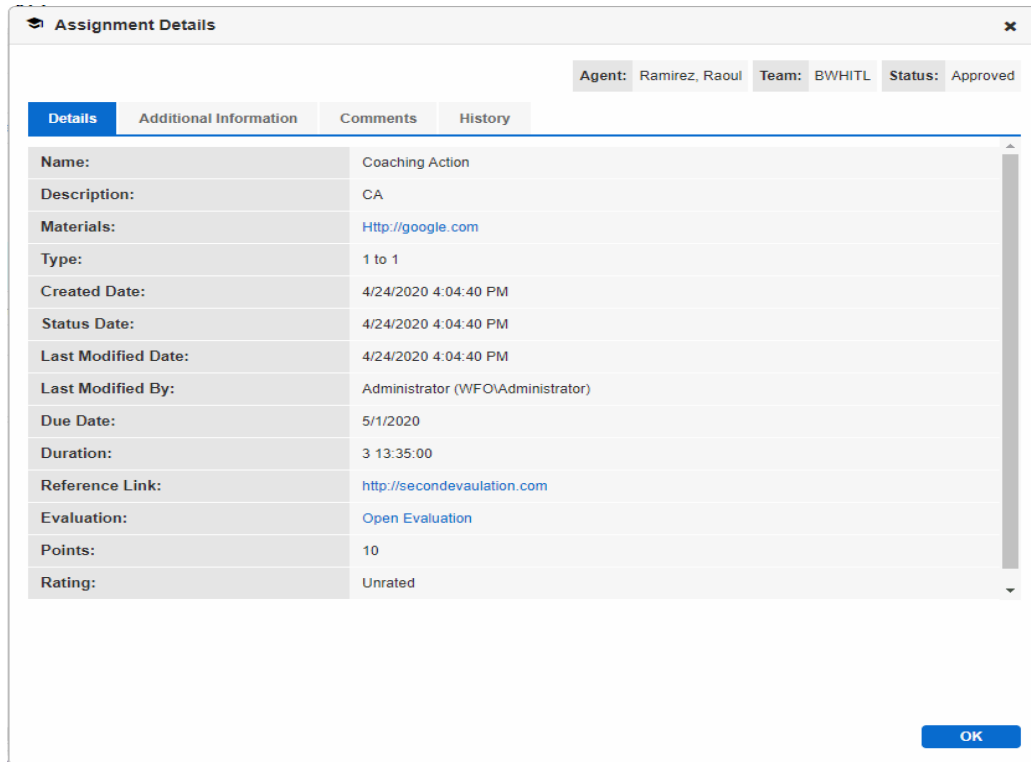 Assignment Details
Agent: Ramirez, Raoul Team: BWHITL Status: Approved
Details Additional Information Comments History
Name: Coaching Action
Description: CA
Materials: Http://google.com
Type: 1 to 1
Created Date: 4/24/2020 4:04:40 PM
Status Date: 4/24/2020 4:04:40 PM
Last Modified Date: 4/24/2020 4:04:40 PM
Last Modified By: Administrator (WFO\Administrator)
Due Date: 5/1/2020
Duration: 3 13:35:00
Reference Link: http://secondevaulation.com
Evaluation: Open Evaluation
Points: 10
Rating: Unrated
OK